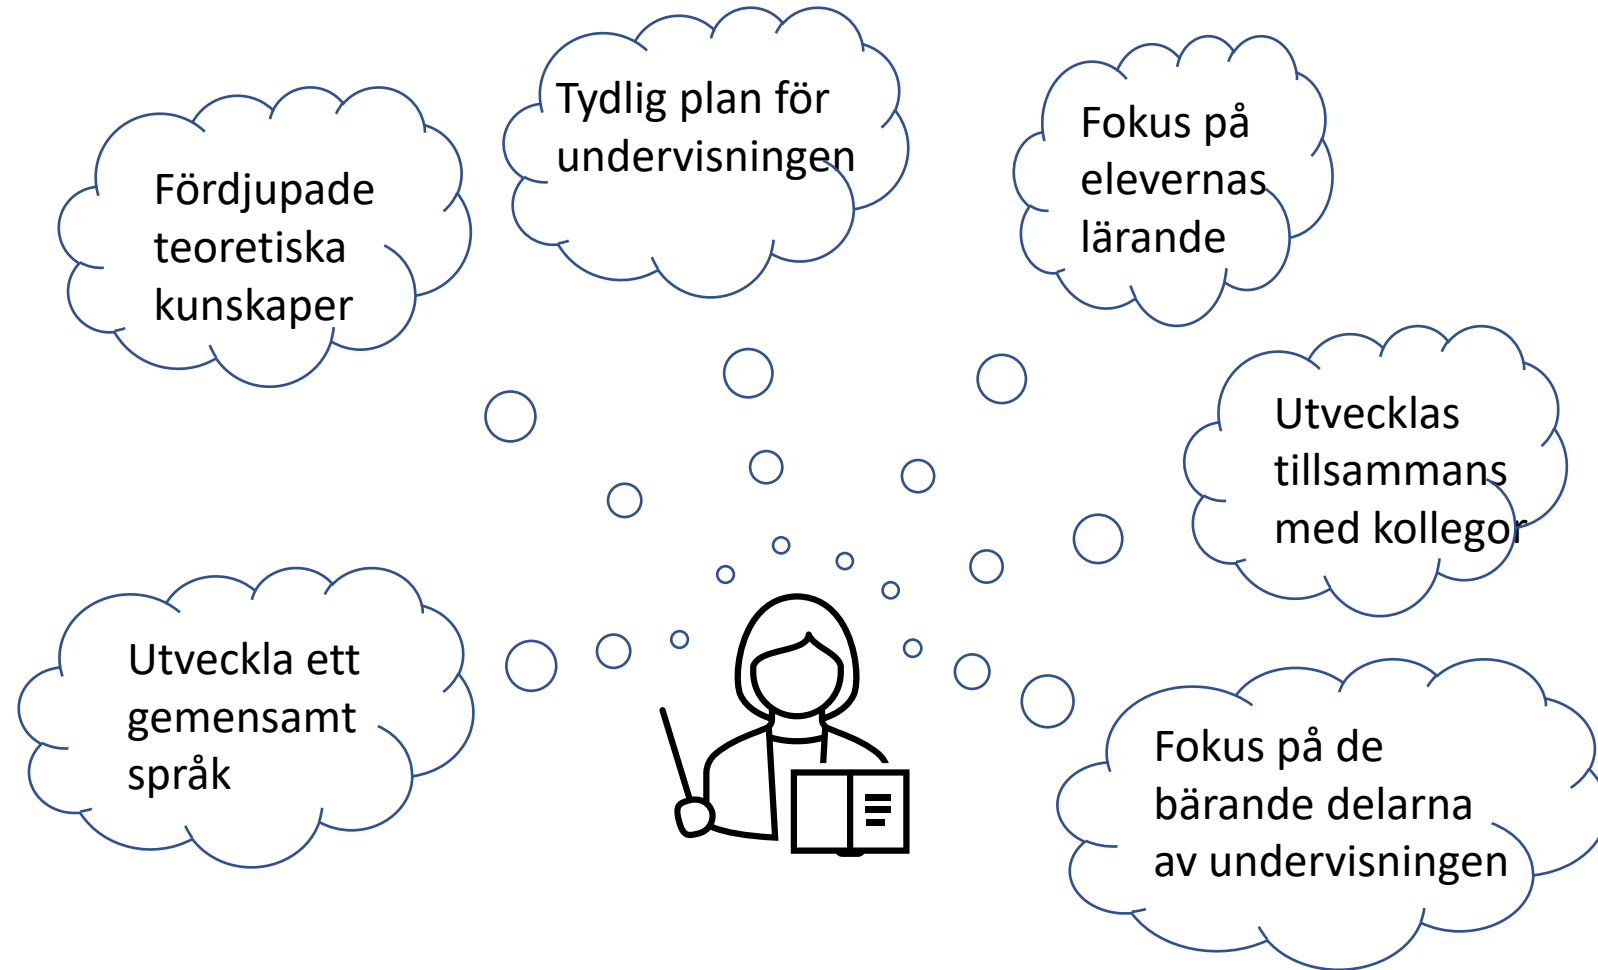 Fördjupade
teoretiska
kunskaper
Tydlig plan för
undervisningen
Fokus på
elevernas
lärande
Utvecklas
tillsammans
med kollegor
Utveckla ett
gemensamt
språk
Fokus på de
bärande delarna
av undervisningen